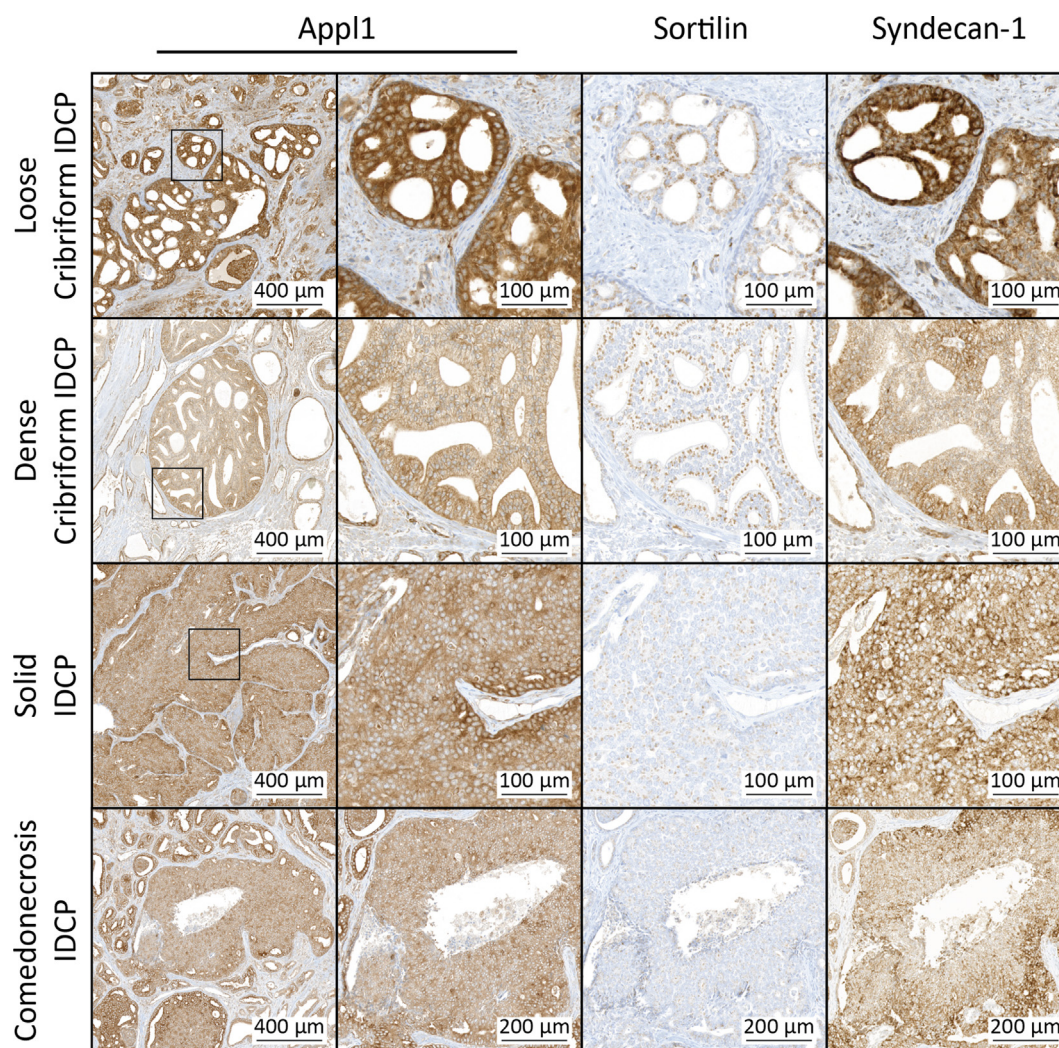 Appl1 Sortilin Syndecan-1
Loose
Cribriform IDCP
400 µm 100 µm 100 µm 100 µm
Dense
Cribriform IDCP
400 µm 100 µm 100 µm 100 µm
Solid
IDCP
400 µm 100 µm 100 µm 100 µm
Comedonecrosis
IDCP
400 µm 200 µm 200 µm 200 µm